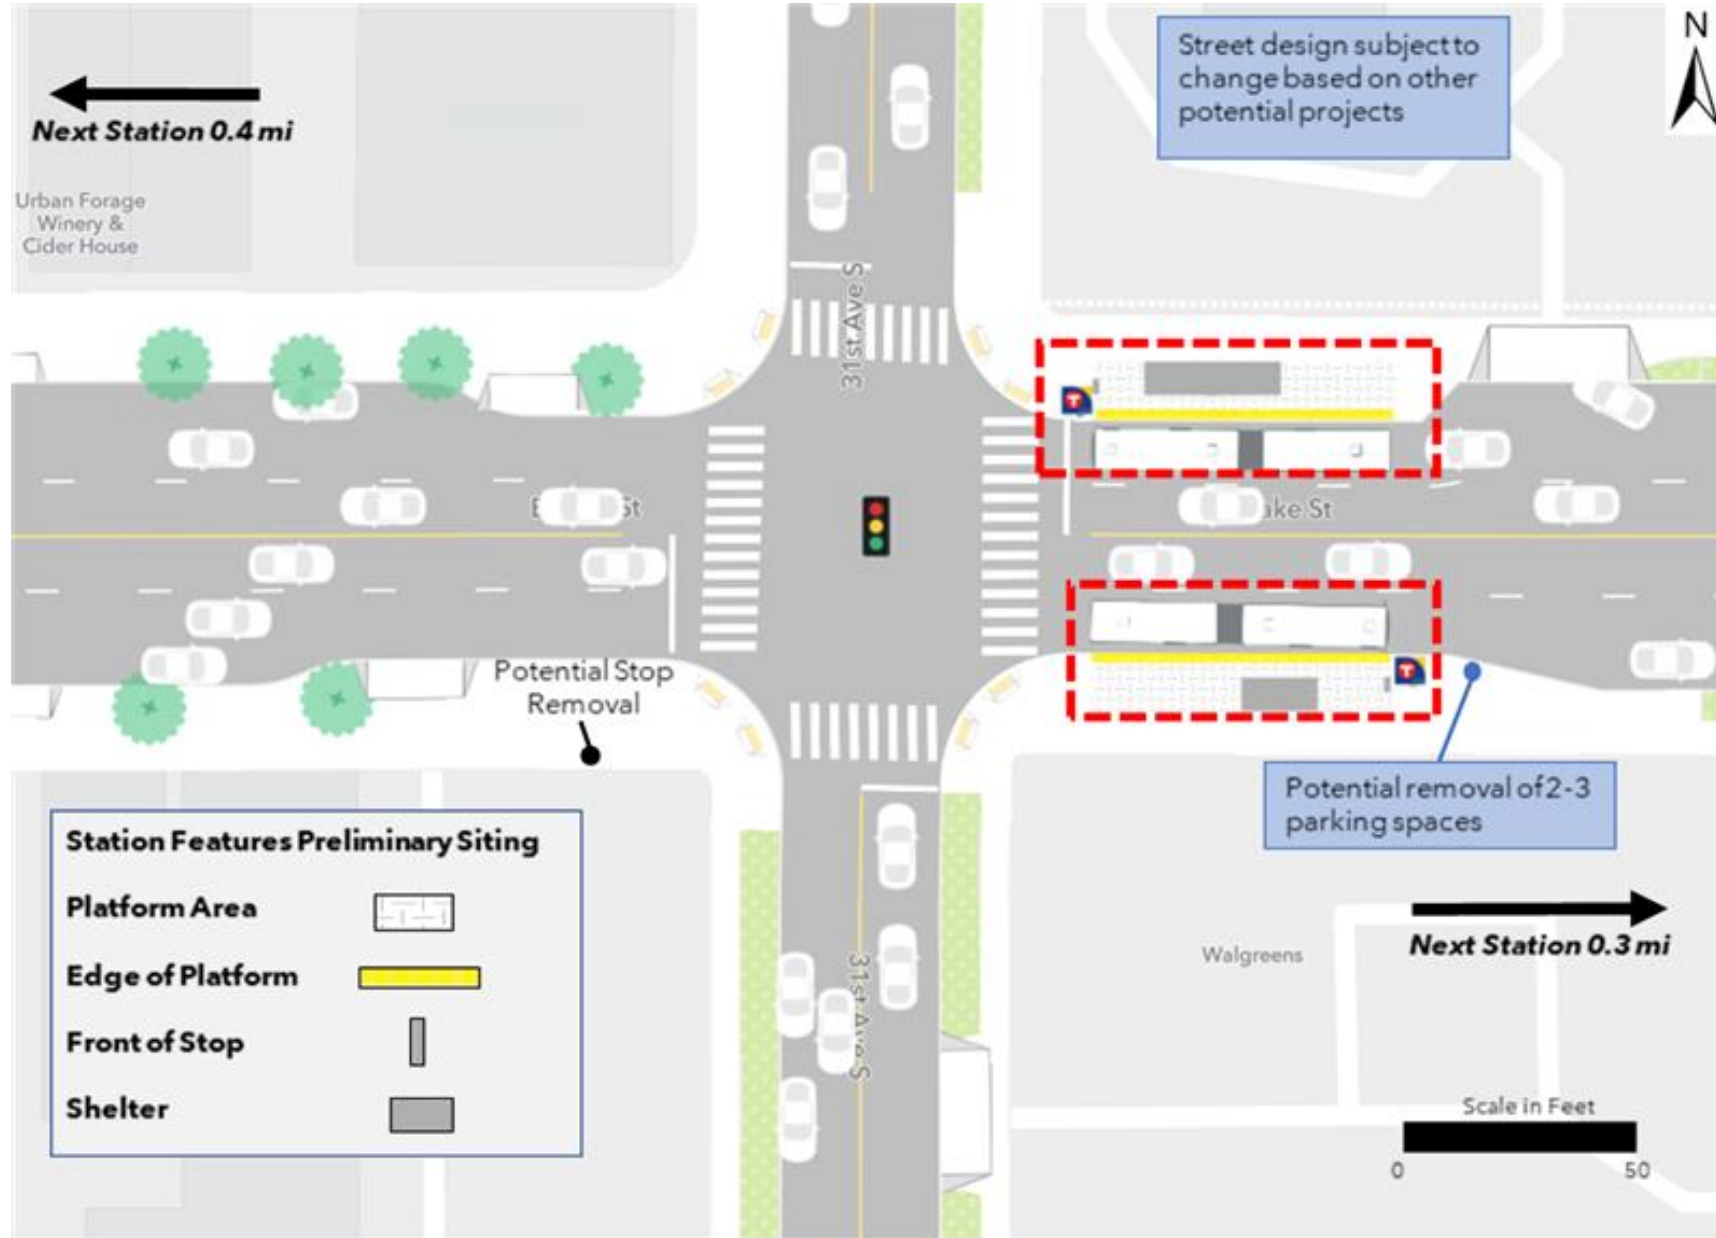 N
Street design subject to
change based on other
potential projects
Next Station 0.4 mi
Urban Forage
Winery &
Cider House
31st Ave S
E St
ake St
Potential Stop
Removal
T
T
Potential removal of 2-3
parking spaces
Station Features Preliminary Siting
Platform Area
Edge of Platform
Front of Stop
Shelter
31st Ave S
Walgreens
Next Station 0.3 mi
Scale in Feet
0 50